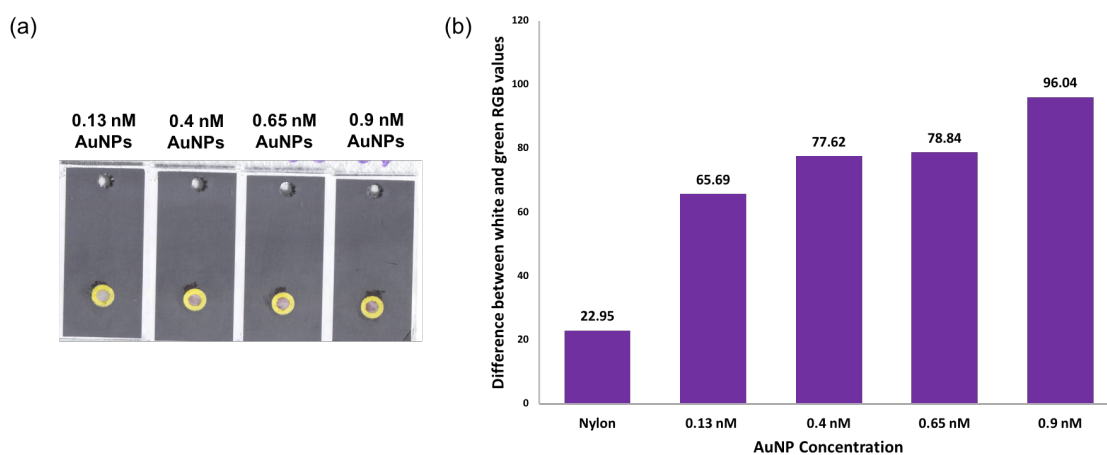 (a)
0.13 nM
AuNPs
0.4 nM
AuNPs
0.65 nM
AuNPs
0.9 nM
AuNPs
(b)
Difference between white and green RGB values
120
100
80
60
40
20
0
22.95
65.69
77.62
78.84
96.04
Nylon
0.13 nM
0.4 nM
0.65 nM
0.9 nM
AuNP Concentration